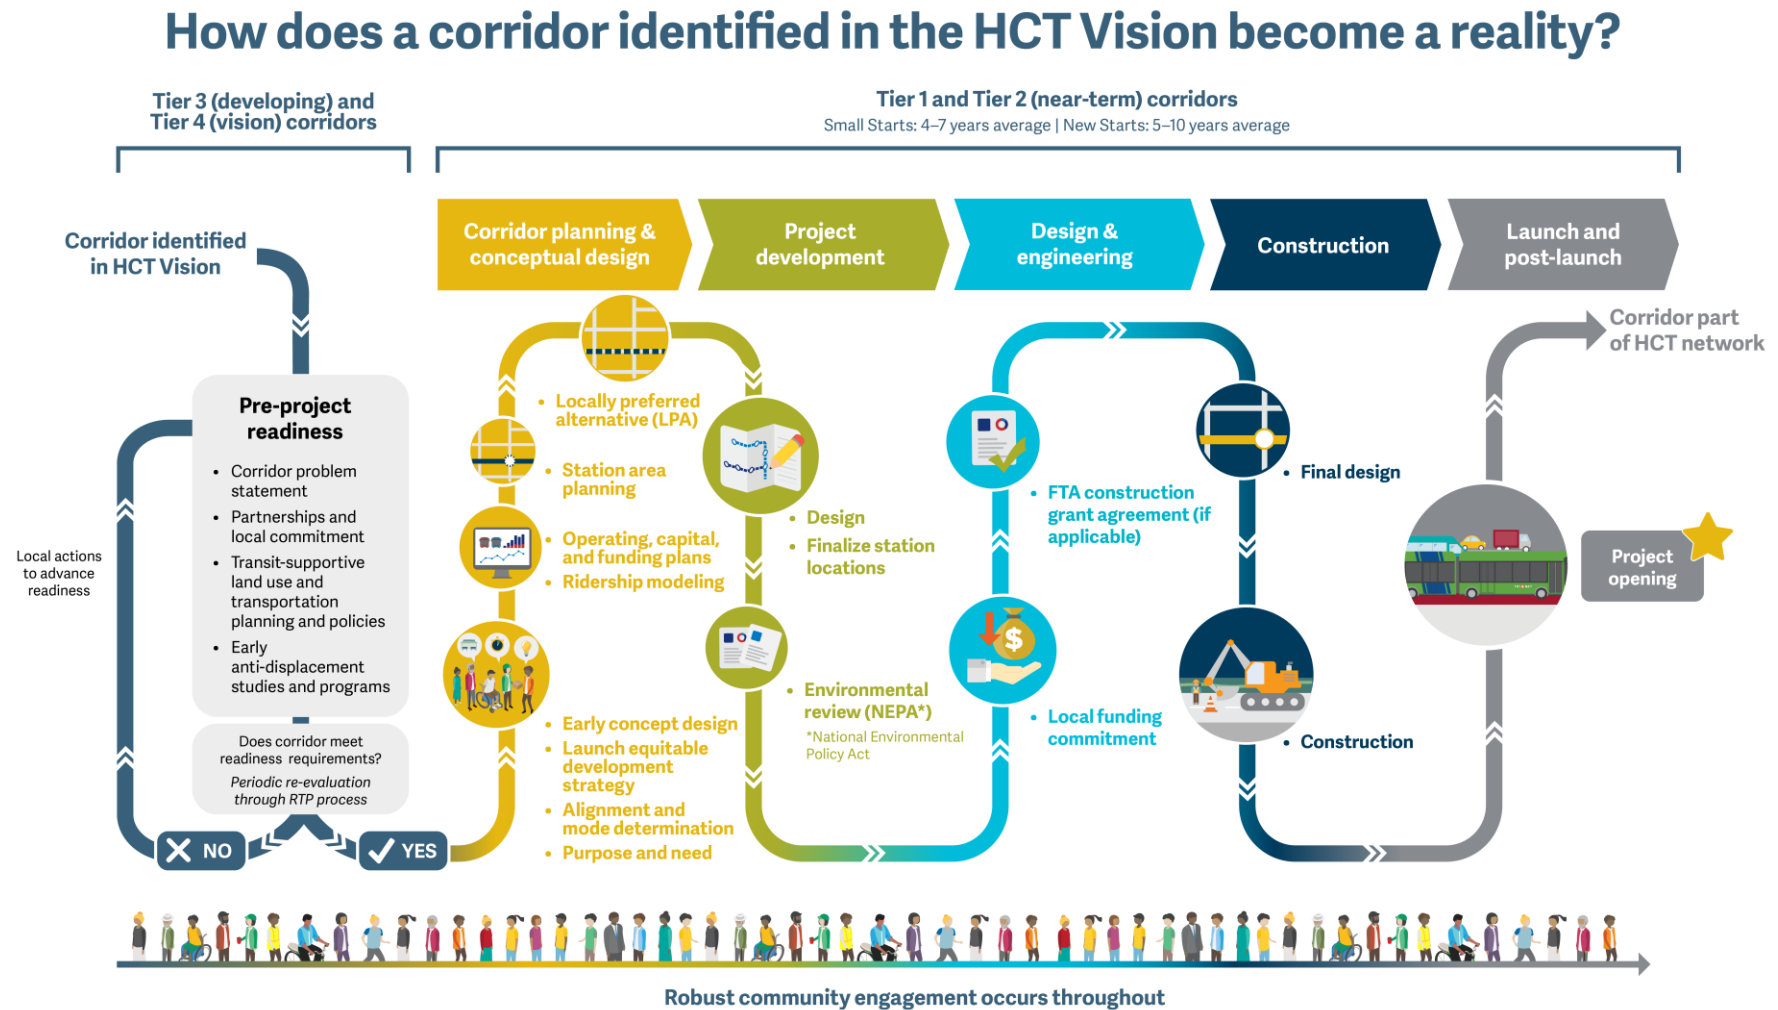 How does a corridor identified in the HCT Vision become a reality?
Tier 3 (developing) and
Tier 4 (vision) corridors
Tier 1 and Tier 2 (near-term) corridors
Small Starts: 4–7 years average | New Starts: 5–10 years average
Corridor identified
in HCT Vision
Pre-project
readiness
• Corridor problem
statement
• Partnerships and
local commitment
• Transit-supportive
land use and
transportation
planning and policies
• Early
anti-displacement
studies and programs
Local actions
to advance
readiness
Does corridor meet
readiness requirements?
Periodic re-evaluation
through RTP process
NO
YES
Corridor planning &
conceptual design
• Locally preferred
alternative (LPA)
• Station area
planning
• Operating, capital,
and funding plans
• Ridership modeling
• Early concept design
• Launch equitable
development
strategy
• Alignment and
mode determination
• Purpose and need
Project
development
• Design
• Finalize station
locations
• Environmental
review (NEPA*)
*National Environmental
Policy Act
Design &
engineering
• FTA construction
grant agreement (if
applicable)
$
• Local funding
commitment
Construction
• Final design
• Construction
Launch and
post-launch
Corridor part
of HCT network
Project
opening
Robust community engagement occurs throughout